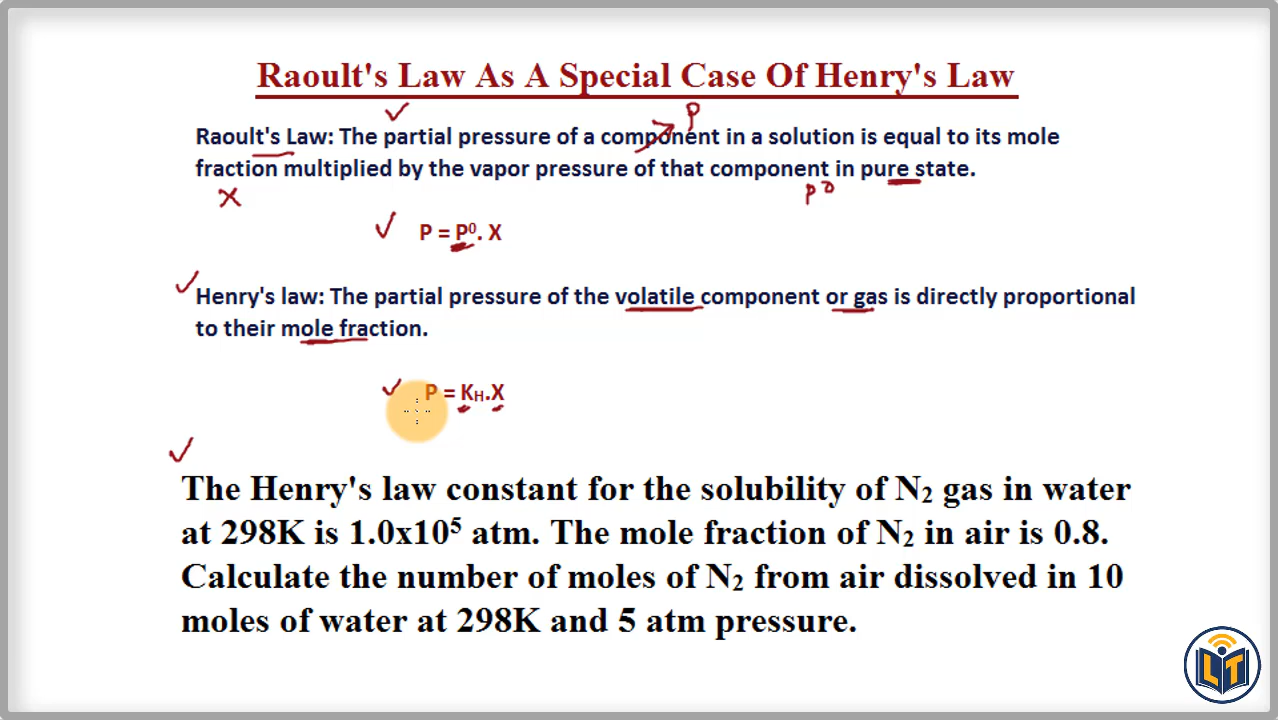 Raoult's Law As A Special Case Of Henry's Law
P
Raoult's Law: The partial pressure of a component in a solution is equal to its mole
fraction multiplied by the vapor pressure of that component in pure state.
X P⁰
P = P⁰. X
Henry's law: The partial pressure of the volatile component or gas is directly proportional
to their mole fraction.
P = KH.X
The Henry's law constant for the solubility of N₂ gas in water
at 298K is 1.0x10⁵ atm. The mole fraction of N₂ in air is 0.8.
Calculate the number of moles of N₂ from air dissolved in 10
moles of water at 298K and 5 atm pressure.
LT